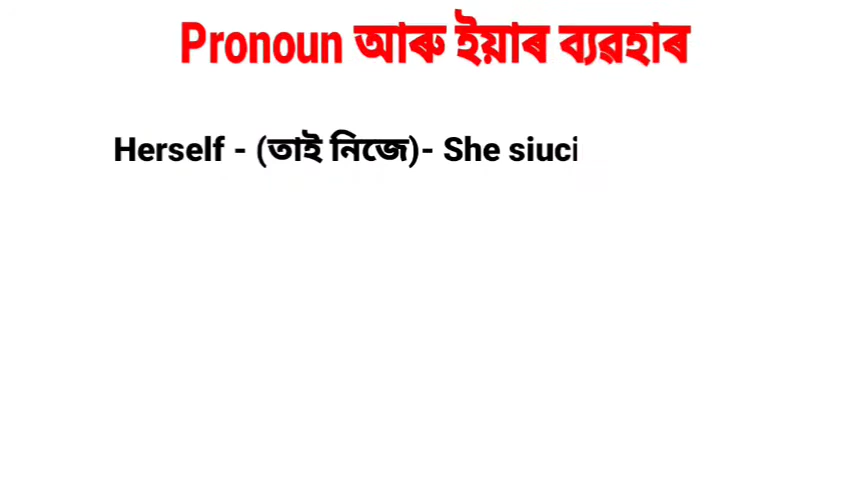 Pronoun আৰু ইয়াৰ ব্যৱহাৰ
Herself - (তাই নিজে)- She siuci